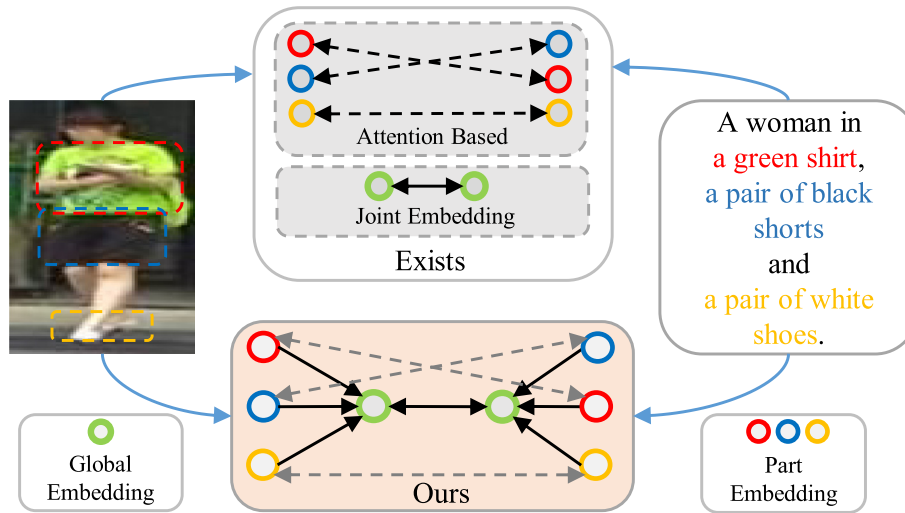 Attention Based
Joint Embedding
Exists
A woman in
a green shirt,
a pair of black
shorts
and
a pair of white
shoes.
Global
Embedding
Ours
Part
Embedding